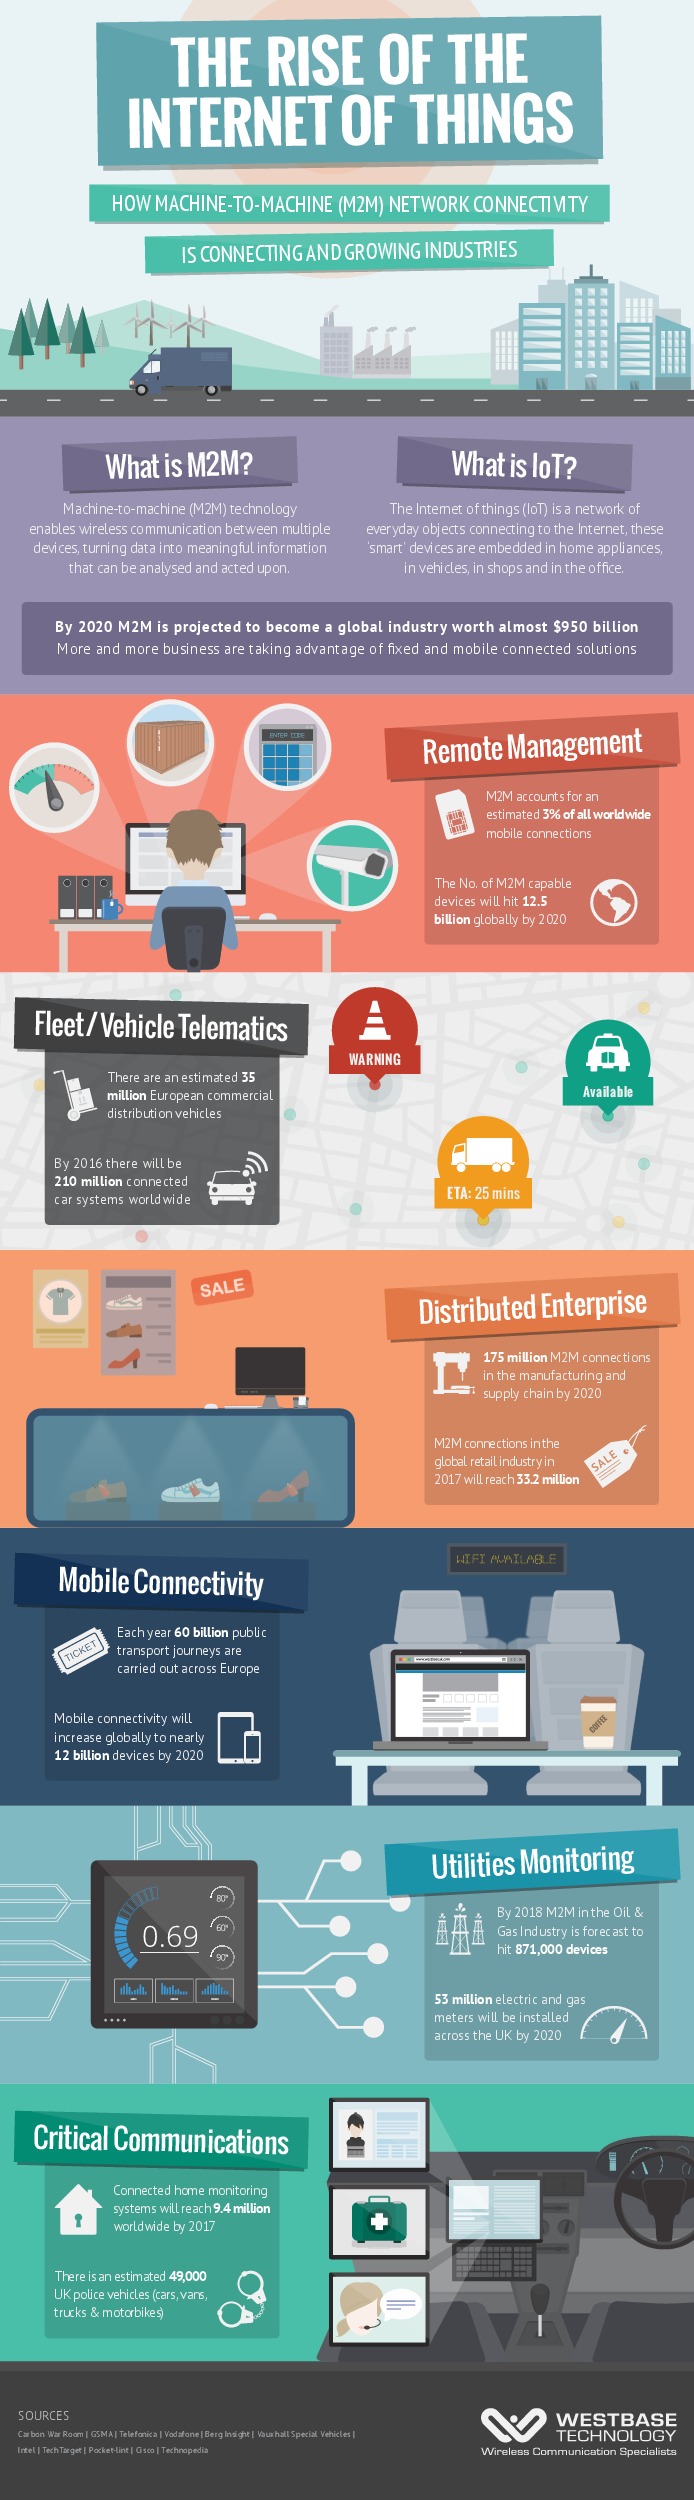 THE RISE OF THE
INTERNET OF THINGS
HOW MACHINE-TO-MACHINE (M2M) NETWORK CONNECTIVITY
IS CONNECTING AND GROWING INDUSTRIES
What is M2M?
Machine-to-machine (M2M) technology
enables wireless communication between multiple
devices, turning data into meaningful information
that can be analysed and acted upon.
What is IoT?
The Internet of things (IoT) is a network of
everyday objects connecting to the Internet, these
'smart' devices are embedded in home appliances,
in vehicles, in shops and in the office.
By 2020 M2M is projected to become a global industry worth almost $950 billion
More and more business are taking advantage of fixed and mobile connected solutions
ENTER CODE
Remote Management
M2M accounts for an
estimated 3% of all worldwide
mobile connections
The No. of M2M capable
devices will hit 12.5
billion globally by 2020
Fleet / Vehicle Telematics
There are an estimated 35
million European commercial
distribution vehicles
By 2016 there will be
210 million connected
car systems worldwide
WARNING
Available
ETA: 25 mins
SALE
Distributed Enterprise
175 million M2M connections
in the manufacturing and
supply chain by 2020
M2M connections in the
global retail industry in
2017 will reach 33.2 million
SALE
Mobile Connectivity
TICKET
Each year 60 billion public
transport journeys are
carried out across Europe
Mobile connectivity will
increase globally to nearly
12 billion devices by 2020
WIFI AVAILABLE
COFFEE
0.69
80°
60°
90°
Utilities Monitoring
By 2018 M2M in the Oil &
Gas Industry is forecast to
hit 871,000 devices
53 million electric and gas
meters will be installed
across the UK by 2020
Critical Communications
Connected home monitoring
systems will reach 9.4 million
worldwide by 2017
There is an estimated 49,000
UK police vehicles (cars, vans,
trucks & motorbikes)
SOURCES
Carbon War Room | GSMA | Telefonica | Vodafone | Berg Insight | Vauxhall Special Vehicles |
Intel | TechTarget | Pocket-lint | Cisco | Technopedia
WESTBASE
TECHNOLOGY
Wireless Communication Specialists